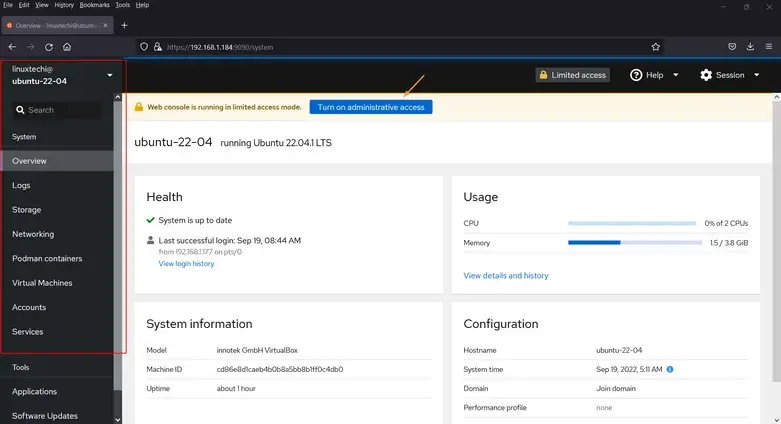 File Edit View History Bookmarks Tools Help
Overview - linuxtechi@ubuntu-2
https://192.168.1.184:9090/system
linuxtechi@
ubuntu-22-04
Limited access
Help
Session
Search
Web console is running in limited access mode.
Turn on administrative access
System
ubuntu-22-04 running Ubuntu 22.04.1 LTS
Overview
Logs
Storage
Networking
Podman containers
Virtual Machines
Accounts
Services
Tools
Applications
Software Updates
Health
System is up to date
Last successful login: Sep 19, 08:44 AM
from 192.168.1.177 on pts/0
View login history
Usage
CPU 0% of 2 CPUs
Memory 1.5 / 3.8 GiB
View details and history
System information
Model innotek GmbH VirtualBox
Machine ID cd86e8d1caeb4b0b8a5bb8b1ff0c4db0
Uptime about 1 hour
Configuration
Hostname ubuntu-22-04
System time Sep 19, 2022, 5:11 AM
Domain Join domain
Performance profile none